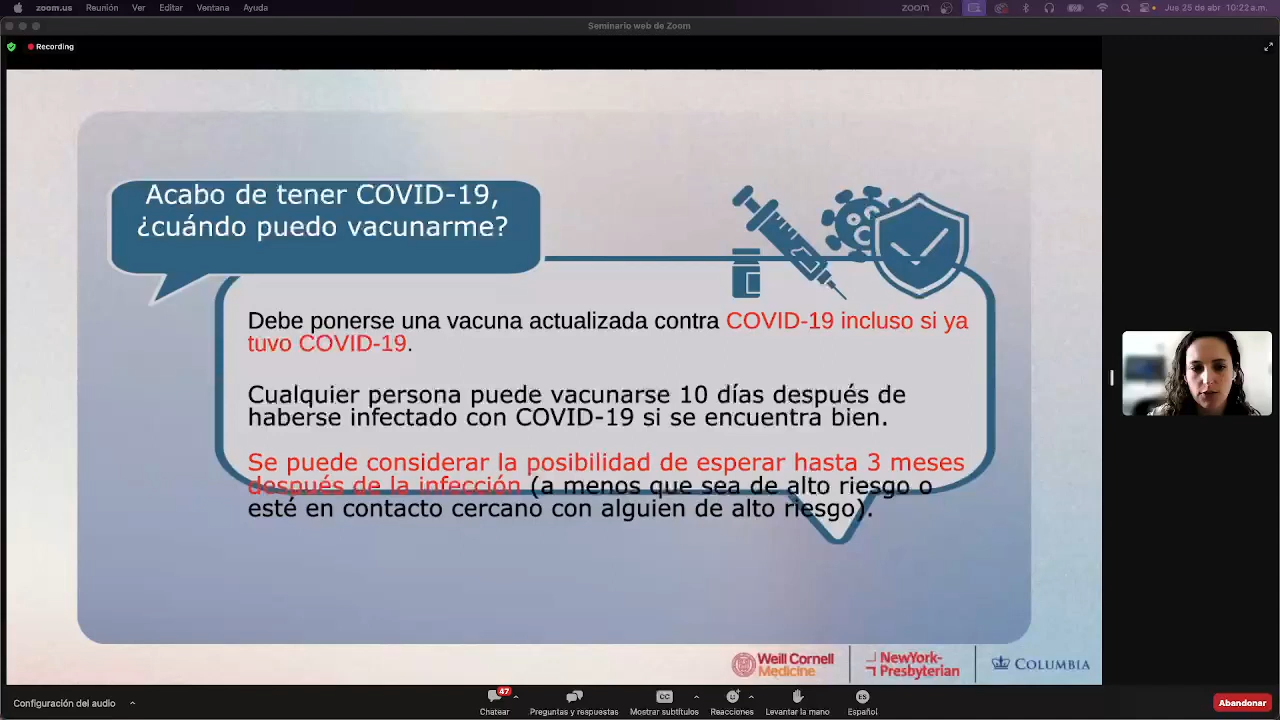 zoom.us Reunión Ver Editar Ventana Ayuda
zoom
Jue 25 de abr 10:22 a.m.
Seminario web de Zoom
Recording
Acabo de tener COVID-19,
¿cuándo puedo vacunarme?
Debe ponerse una vacuna actualizada contra COVID-19 incluso si ya
tuvo COVID-19.
Cualquier persona puede vacunarse 10 días después de
haberse infectado con COVID-19 si se encuentra bien.
Se puede considerar la posibilidad de esperar hasta 3 meses
después de la infección (a menos que sea de alto riesgo o
esté en contacto cercano con alguien de alto riesgo).
Weill Cornell
Medicine
NewYork-
Presbyterian
COLUMBIA
Configuración del audio
47
CC
ES
Chatear
Preguntas y respuestas
Mostrar subtítulos
Reacciones
Levantar la mano
Español
Abandonar